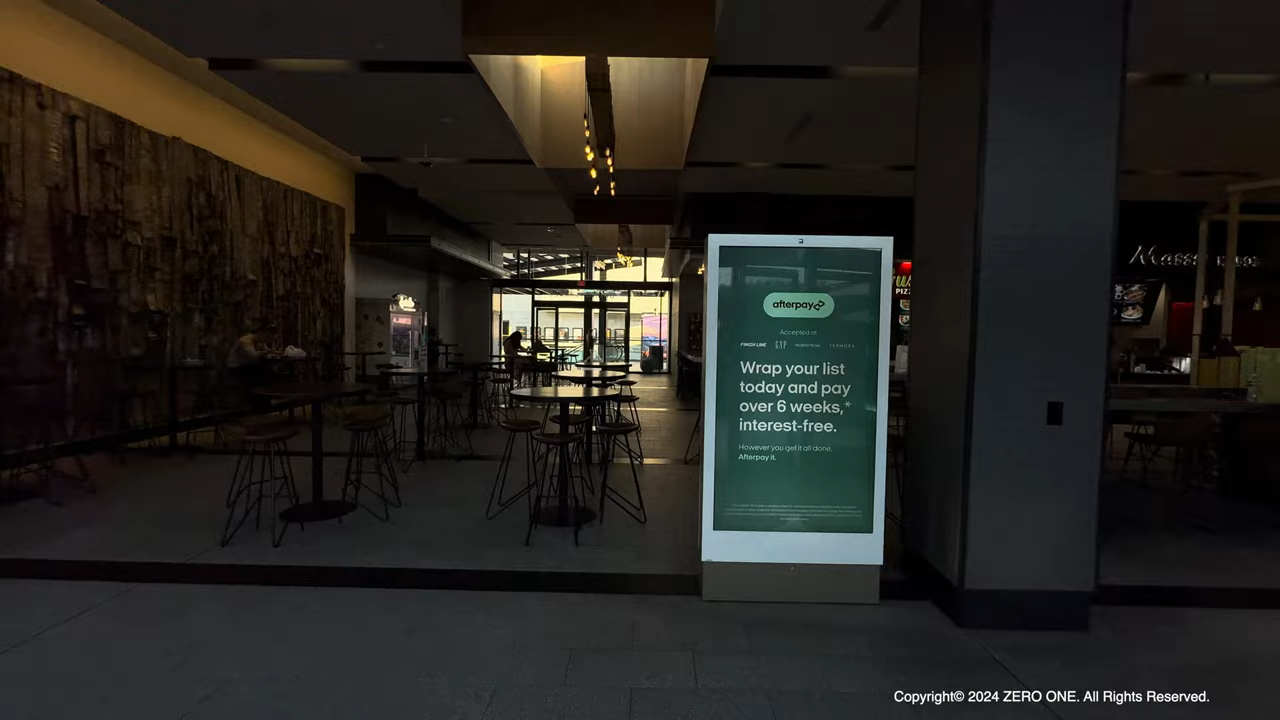 afterpay
Accepted at
FINISH LINE GAP NORDSTROM SEPHORA
Wrap your list
today and pay
over 6 weeks,*
interest-free.
However you get it all done,
Afterpay it.
PIZZ
Copyright© 2024 ZERO ONE. All Rights Reserved.